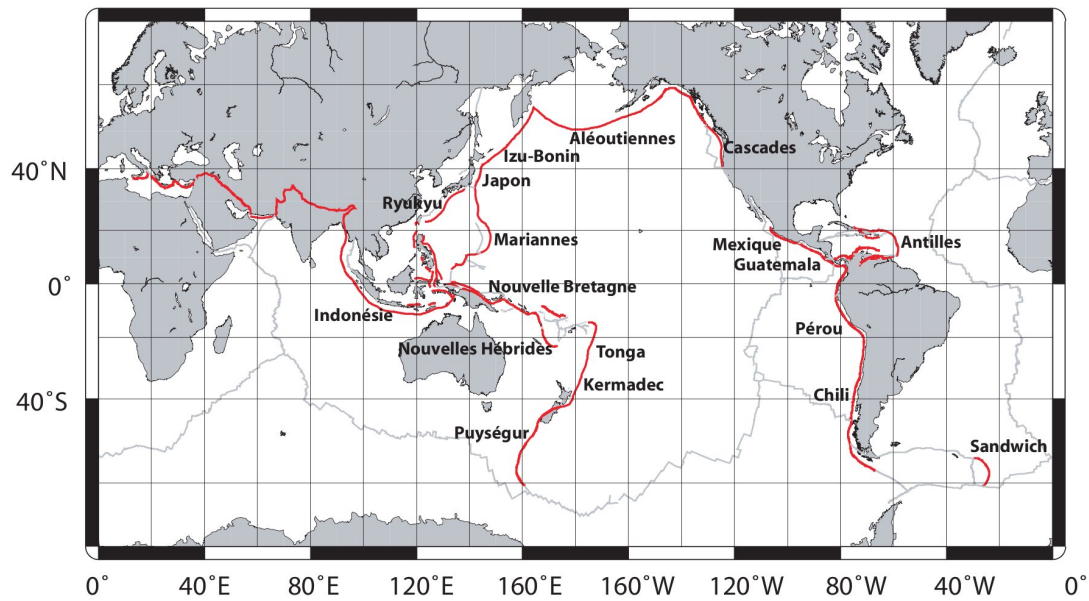 Aléoutiennes
Cascades
Izu-Bonin
40°N
Japon
Ryukyu
Mariannes
Antilles
Mexique
Guatemala
0°
Nouvelle Bretagne
Indonésie
Pérou
Nouvelles Hébrides
Tonga
Kermadec
Chili
40°S
Puységur
Sandwich
0° 40°E 80°E 120°E 160°E 160°W 120°W 80°W 0°